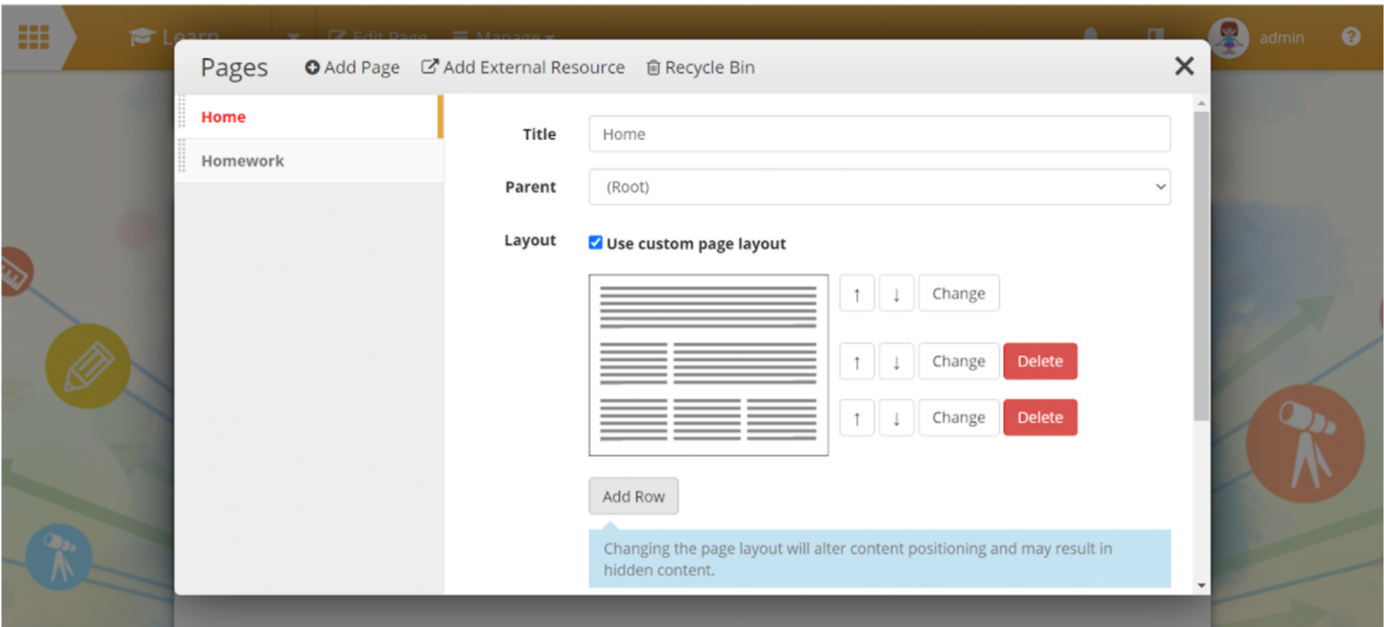 Learn Edit Page Manage admin
Pages Add Page Add External Resource Recycle Bin
Home
Homework
Title Home
Parent (Root)
Layout Use custom page layout
↑ ↓ Change
↑ ↓ Change Delete
↑ ↓ Change Delete
Add Row
Changing the page layout will alter content positioning and may result in
hidden content.